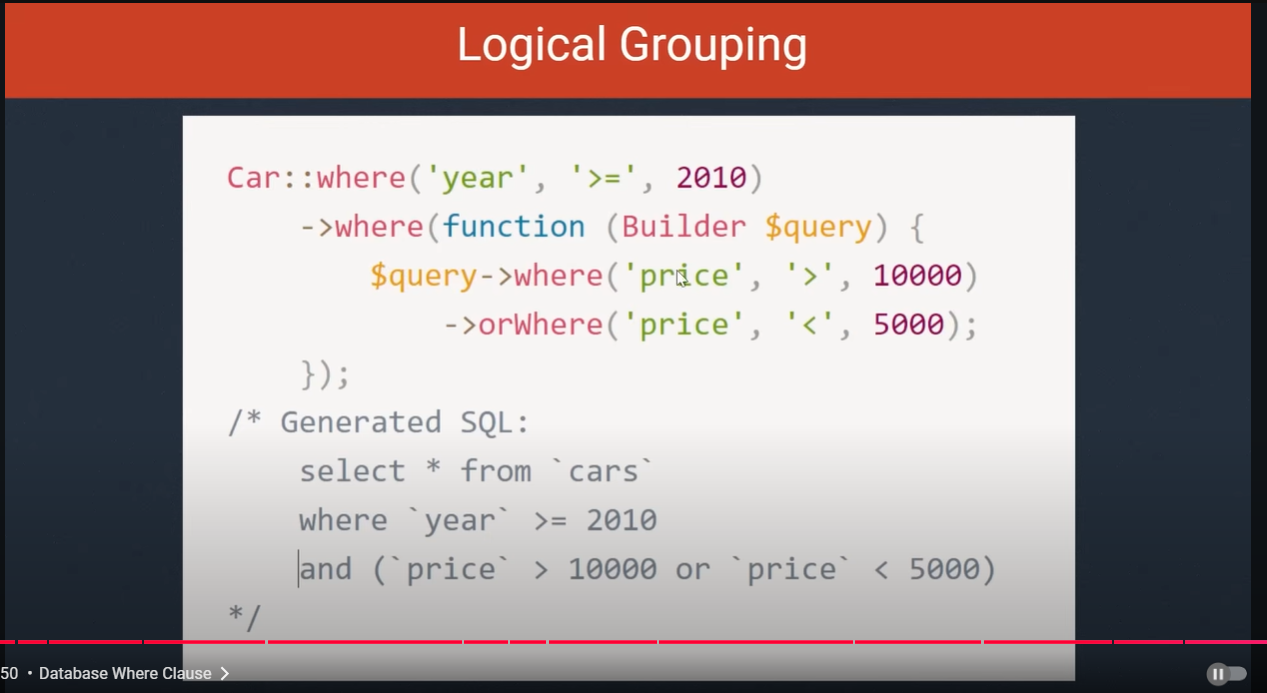 Logical Grouping
Car::where('year', '>=', 2010)
    ->where(function (Builder $query) {
        $query->where('price', '>', 10000)
            ->orWhere('price', '<', 5000);
    });
/* Generated SQL:
    select * from `cars`
    where `year` >= 2010
    and (`price` > 10000 or `price` < 5000)
*/
50 • Database Where Clause